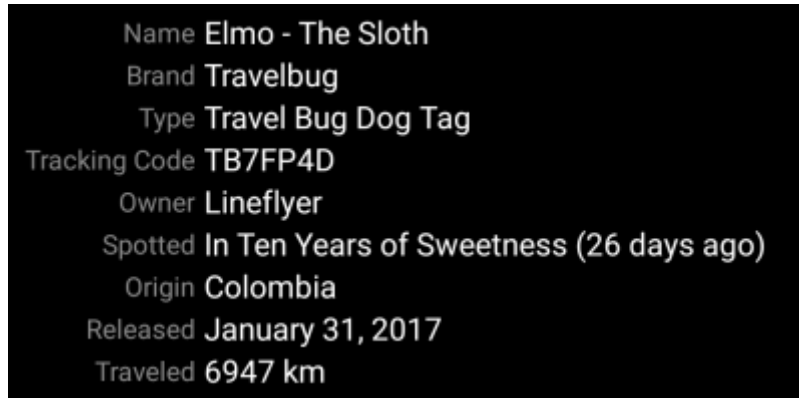 Name Elmo - The Sloth
Brand Travelbug
Type Travel Bug Dog Tag
Tracking Code TB7FP4D
Owner Lineflyer
Spotted In Ten Years of Sweetness (26 days ago)
Origin Colombia
Released January 31, 2017
Traveled 6947 km